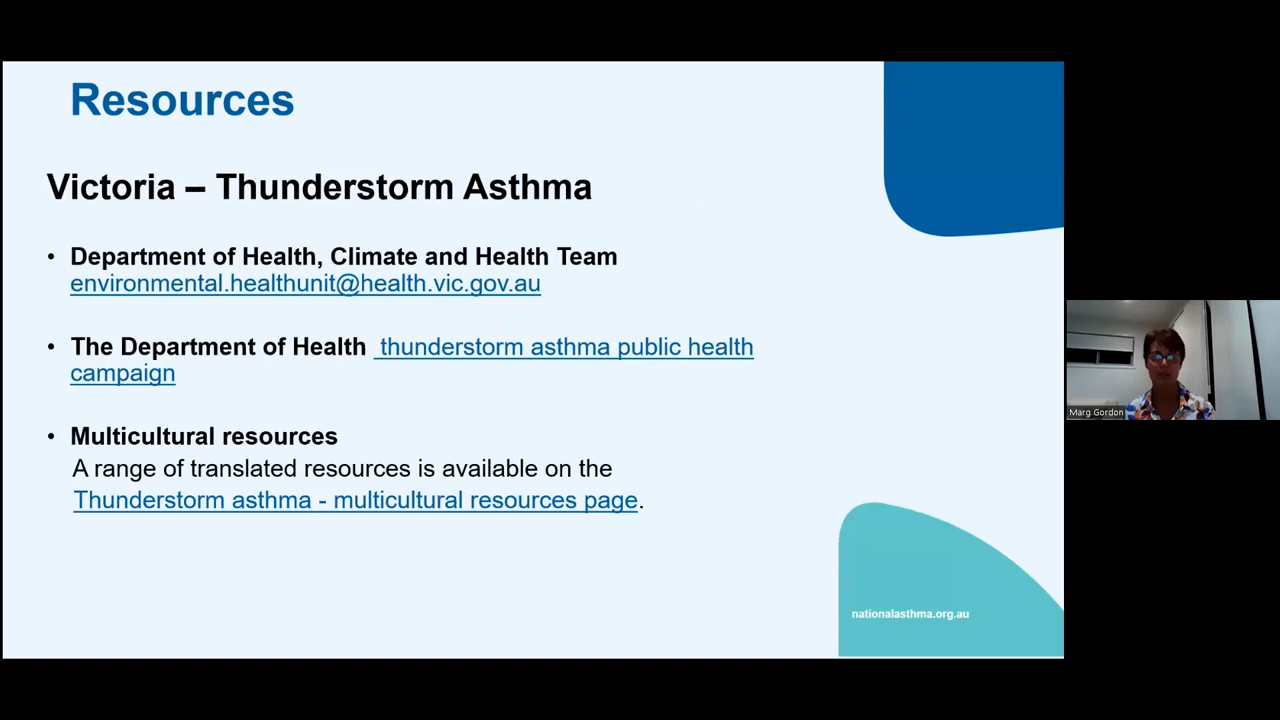 Resources
Victoria – Thunderstorm Asthma
• Department of Health, Climate and Health Team
environmental.healthunit@health.vic.gov.au
• The Department of Health  thunderstorm asthma public health
campaign
• Multicultural resources
A range of translated resources is available on the
Thunderstorm asthma - multicultural resources page.
nationalasthma.org.au
Marg Gordon